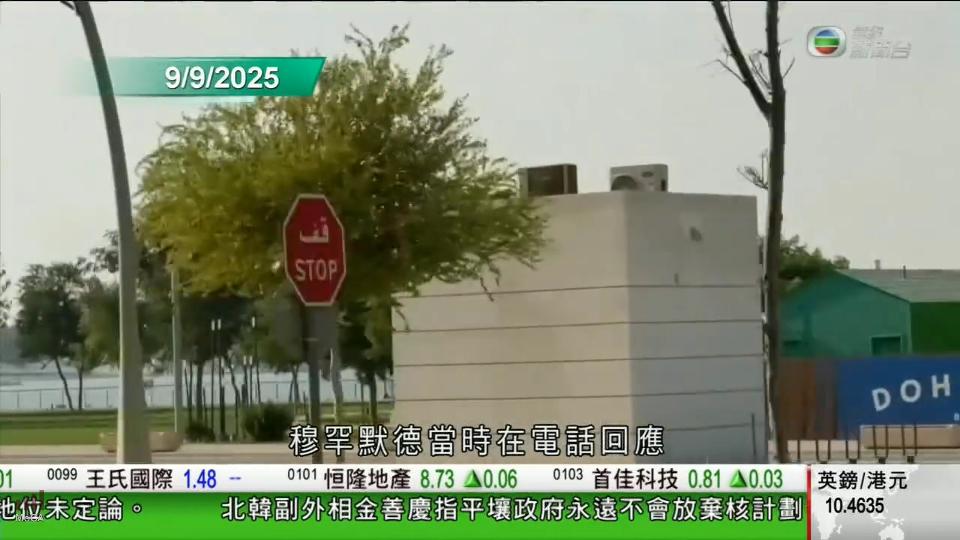 9/9/2025
無綫新聞台
قف
STOP
DOH
穆罕默德當時在電話回應
01 0099 王氏國際 1.48 -- 0101 恒隆地產 8.73 ▲0.06 0103 首佳科技 0.81 ▲0.03
英鎊/港元
10.4635
地位未定論。 北韓副外相金善慶指平壤政府永遠不會放棄核計劃